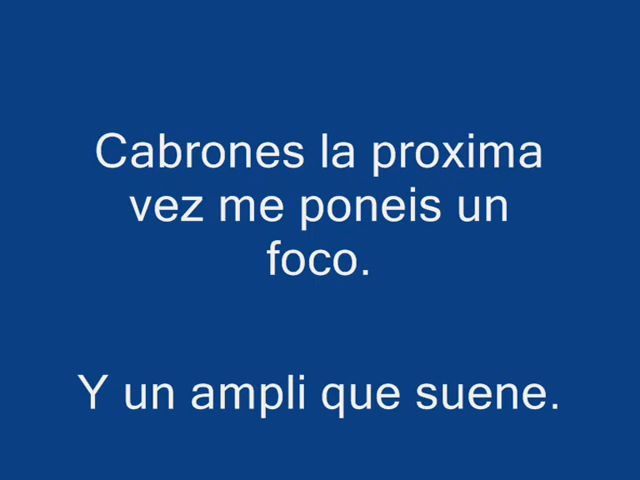 Cabrones la proxima
vez me poneis un
foco.
Y un ampli que suene.